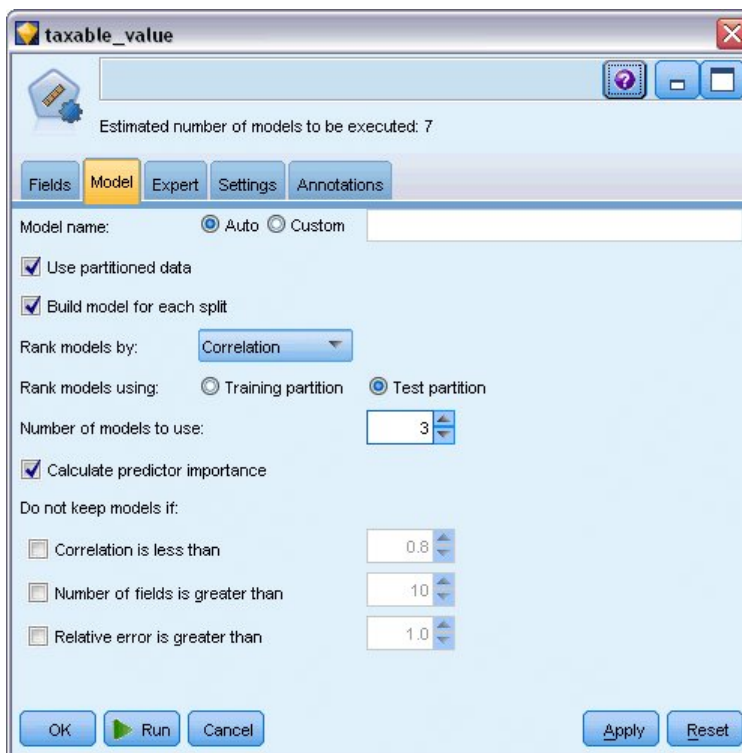 taxable_value
Estimated number of models to be executed: 7
Fields Model Expert Settings Annotations
Model name: Auto Custom
Use partitioned data
Build model for each split
Rank models by: Correlation
Rank models using: Training partition Test partition
Number of models to use: 3
Calculate predictor importance
Do not keep models if:
Correlation is less than 0.8
Number of fields is greater than 10
Relative error is greater than 1.0
OK Run Cancel Apply Reset